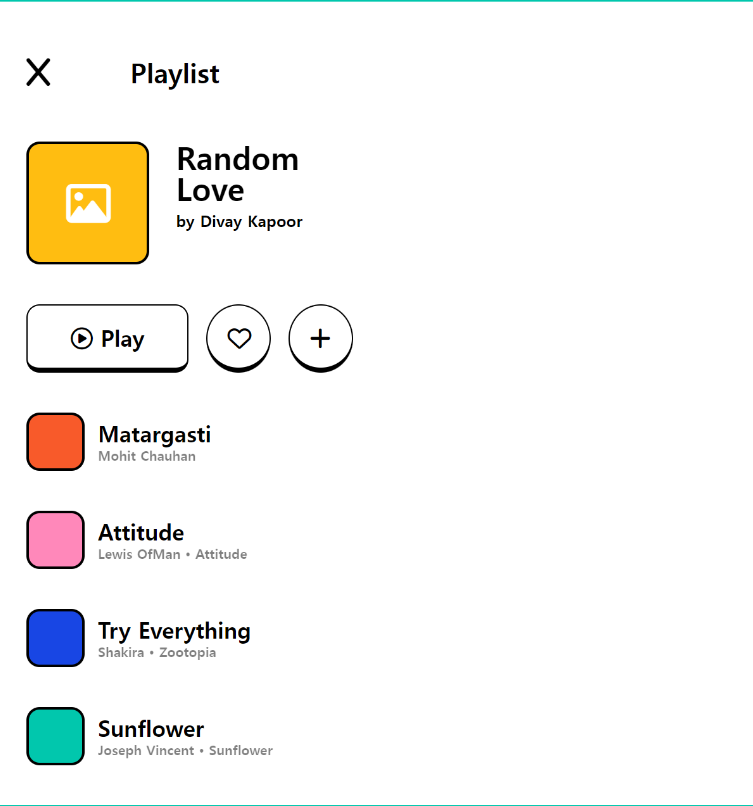 Playlist
Random
Love
by Divay Kapoor
Play
Matargasti
Mohit Chauhan
Attitude
Lewis OfMan • Attitude
Try Everything
Shakira • Zootopia
Sunflower
Joseph Vincent • Sunflower